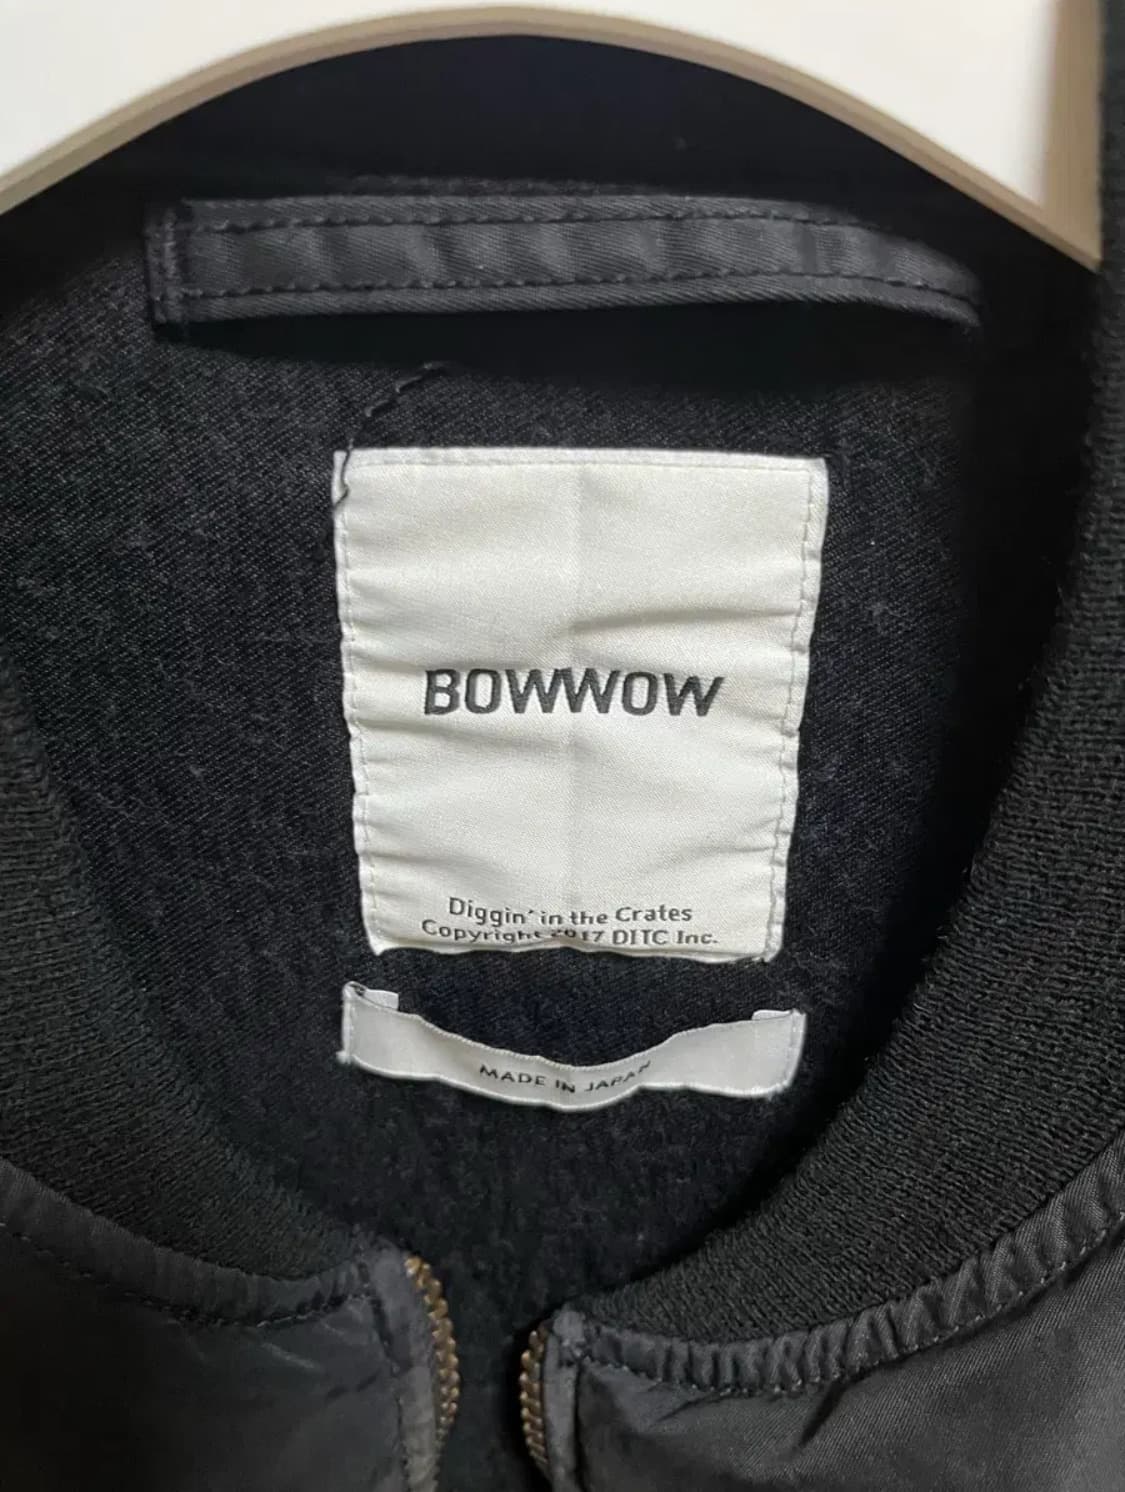 BOWWOW
Diggin' in the Crates
Copyright 2017 DITC Inc.
MADE IN JAPAN